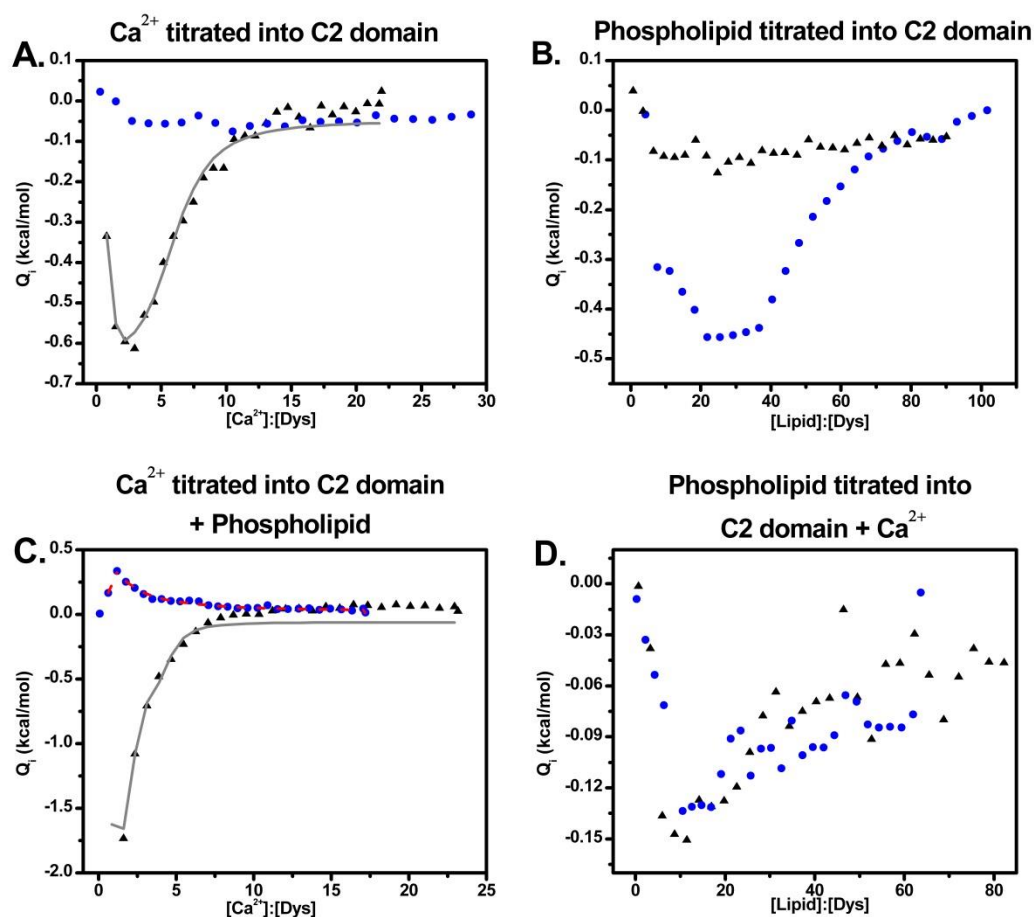 A.
Ca2+ titrated into C2 domain
Qi (kcal/mol)
0.1
0.0
-0.1
-0.2
-0.3
-0.4
-0.5
-0.6
-0.7
0
5
10
15
20
25
30
[Ca2+]:[Dys]
B.
Phospholipid titrated into C2 domain
Qi (kcal/mol)
0.1
0.0
-0.1
-0.2
-0.3
-0.4
-0.5
0
20
40
60
80
100
[Lipid]:[Dys]
C.
Ca2+ titrated into C2 domain
+ Phospholipid
Qi (kcal/mol)
0.5
0.0
-0.5
-1.0
-1.5
-2.0
0
5
10
15
20
25
[Ca2+]:[Dys]
D.
Phospholipid titrated into
C2 domain + Ca2+
Qi (kcal/mol)
0.00
-0.03
-0.06
-0.09
-0.12
-0.15
0
20
40
60
80
[Lipid]:[Dys]